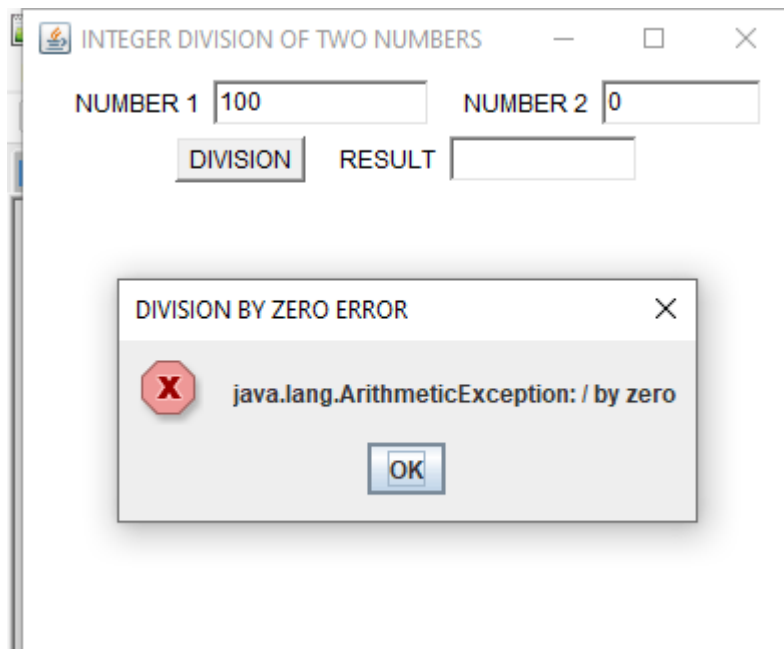 INTEGER DIVISION OF TWO NUMBERS
NUMBER 1 100 NUMBER 2 0
DIVISION RESULT
DIVISION BY ZERO ERROR
java.lang.ArithmeticException: / by zero
OK